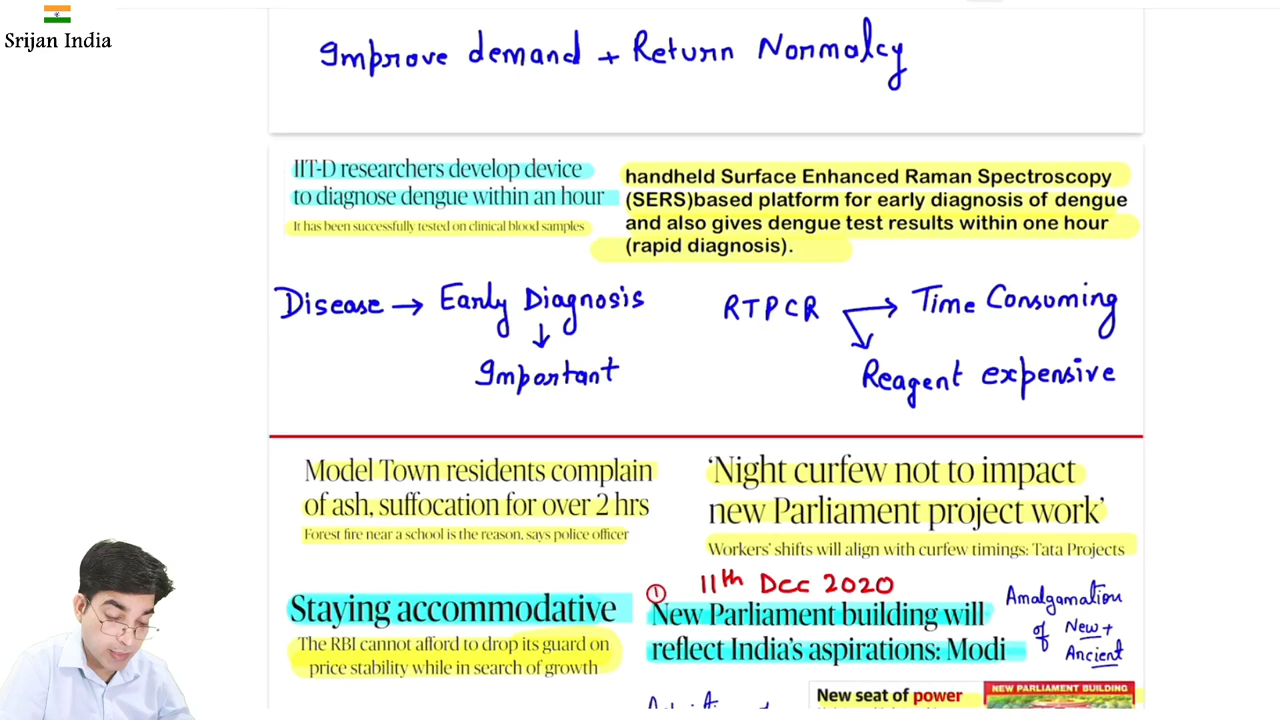 Srijan India
Improve demand + Return Normalcy
IIT-D researchers develop device
to diagnose dengue within an hour
It has been successfully tested on clinical blood samples
handheld Surface Enhanced Raman Spectroscopy
(SERS)based platform for early diagnosis of dengue
and also gives dengue test results within one hour
(rapid diagnosis).
Disease → Early Diagnosis
↓
Important
RTPCR → Time Consuming
Reagent expensive
Model Town residents complain
of ash, suffocation for over 2 hrs
Forest fire near a school is the reason, says police officer
'Night curfew not to impact
new Parliament project work'
Workers' shifts will align with curfew timings: Tata Projects
Staying accommodative
The RBI cannot afford to drop its guard on
price stability while in search of growth
① 11th Dec 2020
New Parliament building will
reflect India's aspirations: Modi
Amalgamation
of New +
Ancient
New seat of power
NEW PARLIAMENT BUILDING